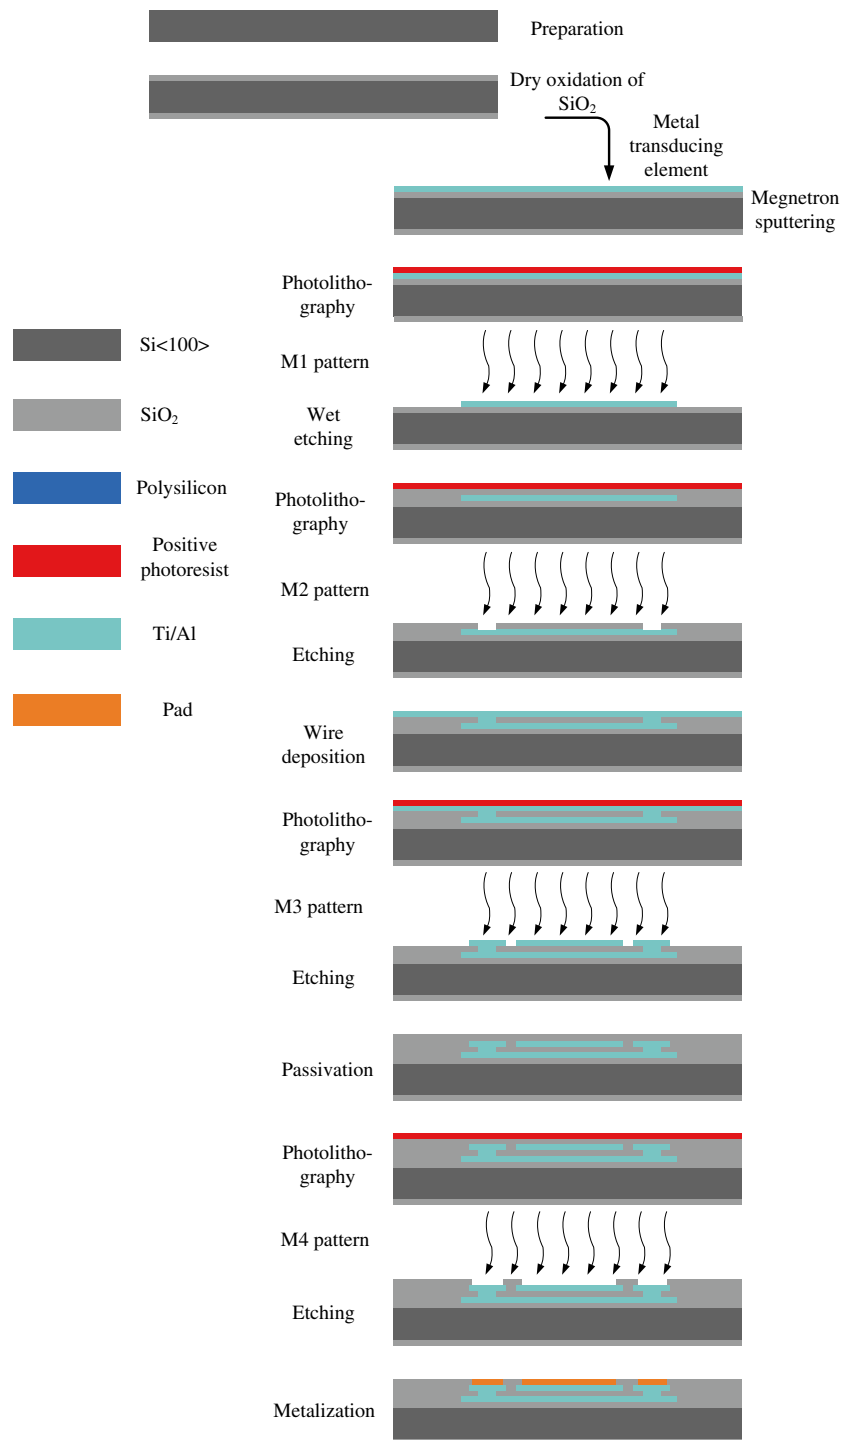 Preparation
Dry oxidation of
SiO₂
Metal
transducing
element
Megnetron
sputtering
Photolitho-
graphy
Si<100>
M1 pattern
SiO₂
Wet
etching
Polysilicon
Photolitho-
graphy
Positive
photoresist
M2 pattern
Ti/Al
Etching
Pad
Wire
deposition
Photolitho-
graphy
M3 pattern
Etching
Passivation
Photolitho-
graphy
M4 pattern
Etching
Metalization